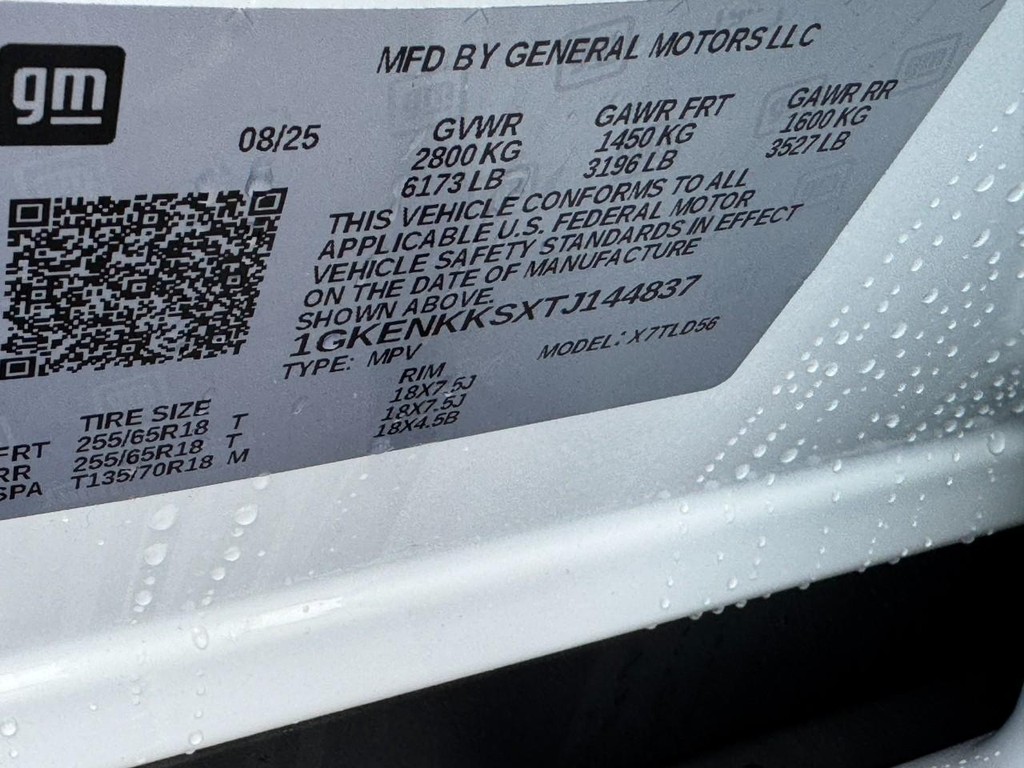 gm
MFD BY GENERAL MOTORS LLC
08/25
GVWR GAWR FRT GAWR RR
2800 KG 1450 KG 1600 KG
6173 LB 3196 LB 3527 LB
THIS VEHICLE CONFORMS TO ALL
APPLICABLE U.S. FEDERAL MOTOR
VEHICLE SAFETY STANDARDS IN EFFECT
ON THE DATE OF MANUFACTURE
SHOWN ABOVE.
1GKENKKSXTJ144837
TYPE: MPV MODEL: X7TLD56
TIRE SIZE RIM
FRT 255/65R18 T 18X7.5J
RR 255/65R18 T 18X7.5J
SPA T135/70R18 M 18X4.5B